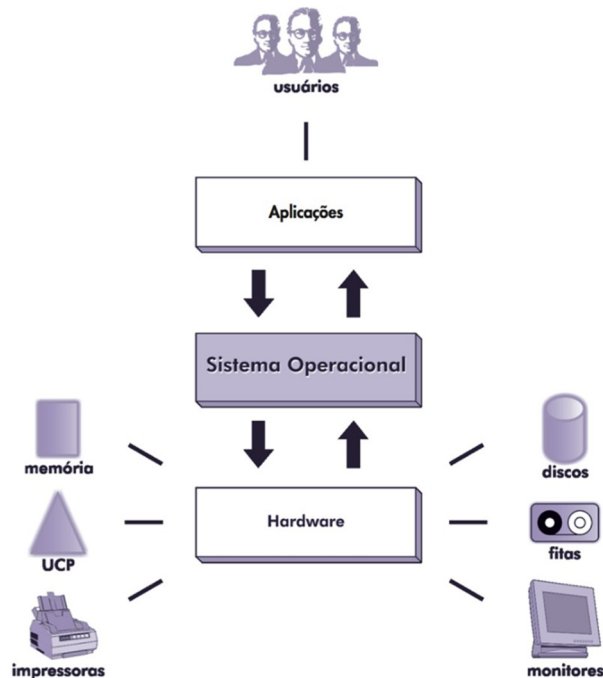 usuários
Aplicações
Sistema Operacional
memória
discos
Hardware
UCP
fitas
impressoras
monitores